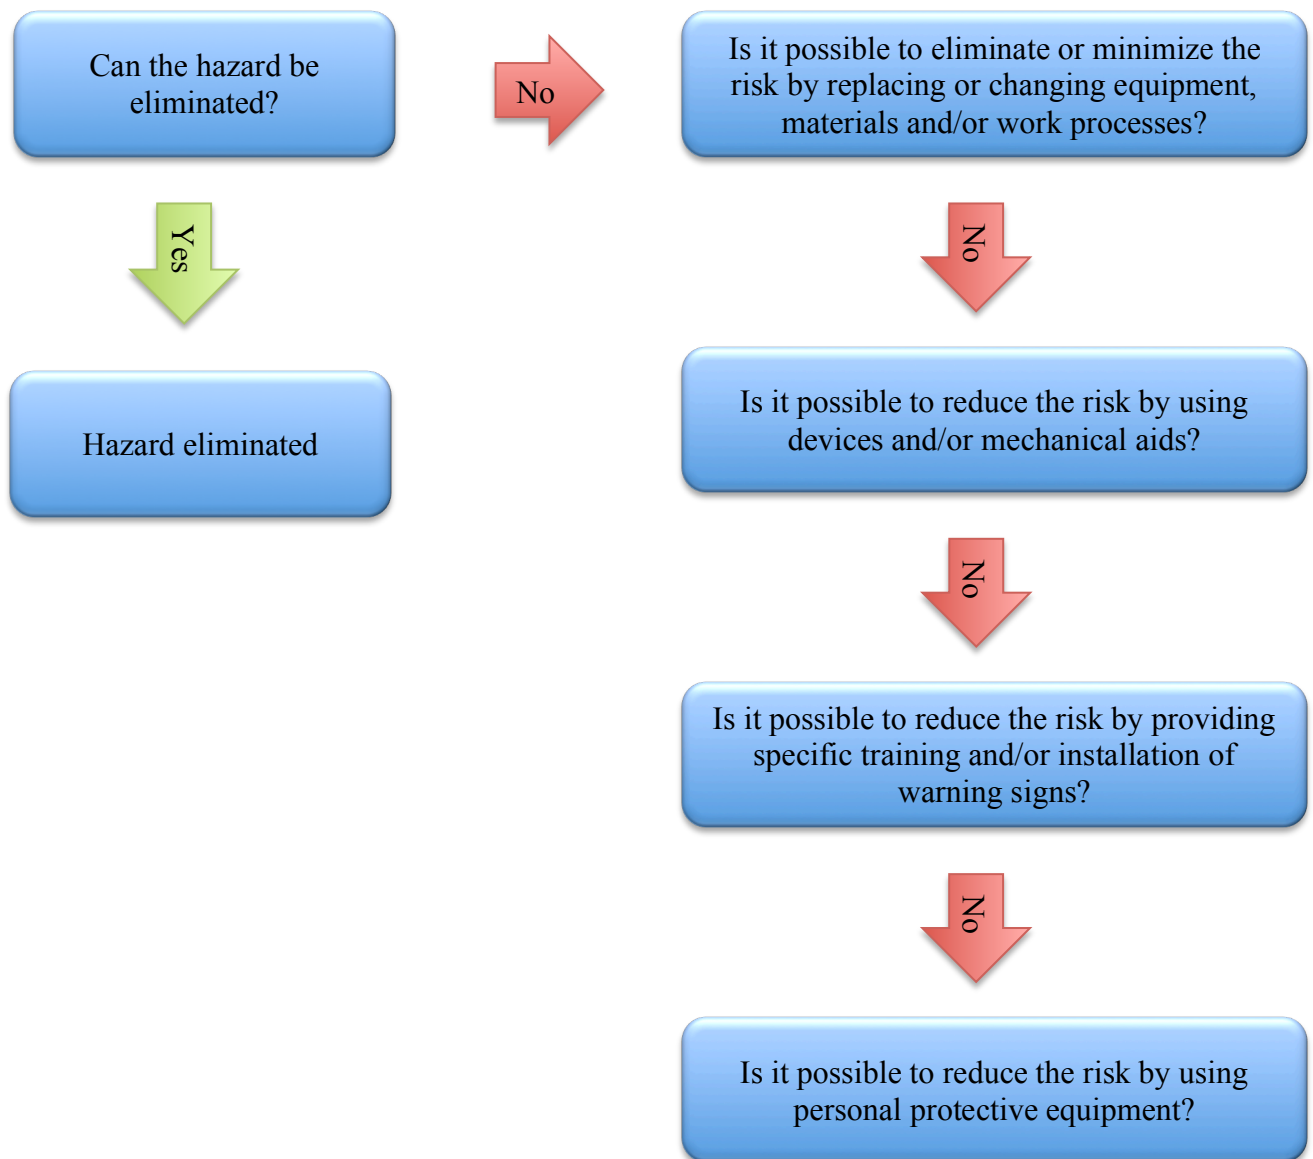 Can the hazard be
eliminated?
No
Is it possible to eliminate or minimize the
risk by replacing or changing equipment,
materials and/or work processes?
Yes
No
Hazard eliminated
Is it possible to reduce the risk by using
devices and/or mechanical aids?
No
Is it possible to reduce the risk by providing
specific training and/or installation of
warning signs?
No
Is it possible to reduce the risk by using
personal protective equipment?